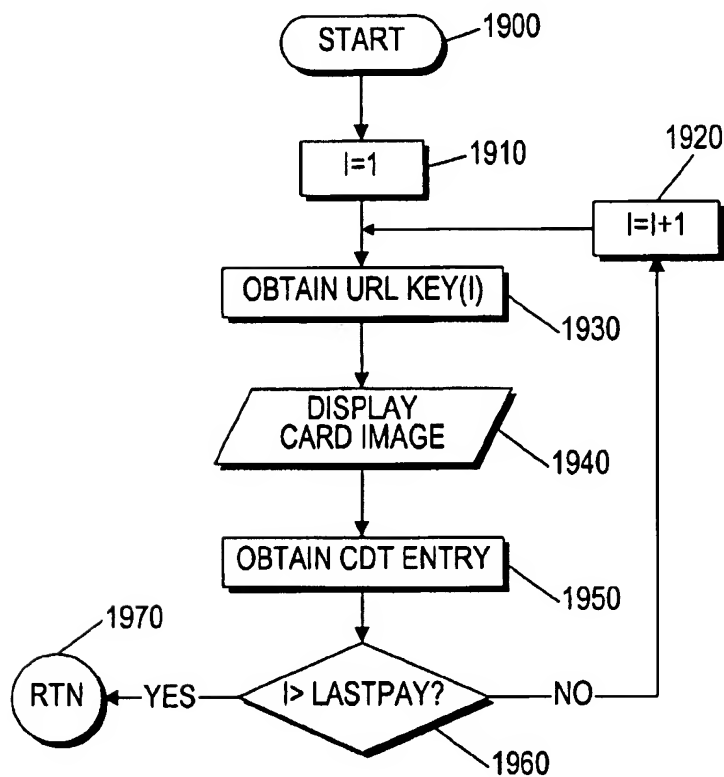 START
1900
I=1
1910
1920
I=I+1
OBTAIN URL KEY(I)
1930
DISPLAY
CARD IMAGE
1940
OBTAIN CDT ENTRY
1950
1970
RTN
YES
I> LASTPAY?
NO
1960